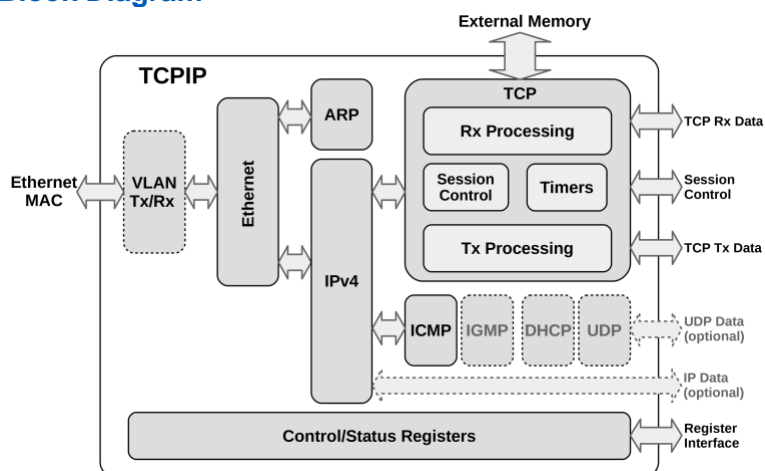 Block Diagram
External Memory
TCPIP
TCP
ARP
Rx Processing
TCP Rx Data
Ethernet
MAC
VLAN
Tx/Rx
Ethernet
Session
Control
Timers
Session
Control
Tx Processing
TCP Tx Data
IPv4
ICMP
IGMP
DHCP
UDP
UDP Data
(optional)
IP Data
(optional)
Control/Status Registers
Register
Interface